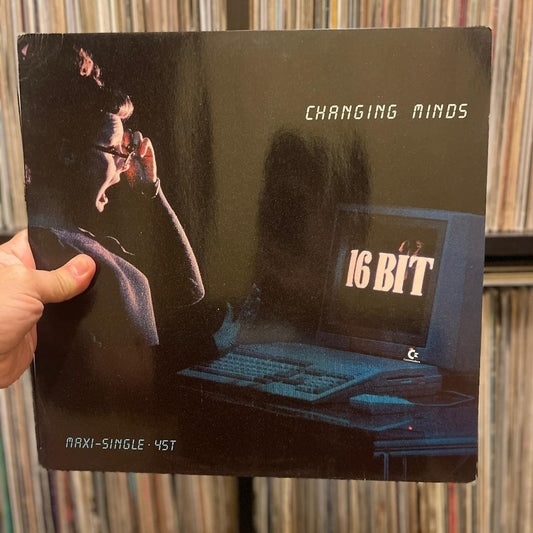 CHANGING MINDS
16 BIT
MAXI-SINGLE · 45T